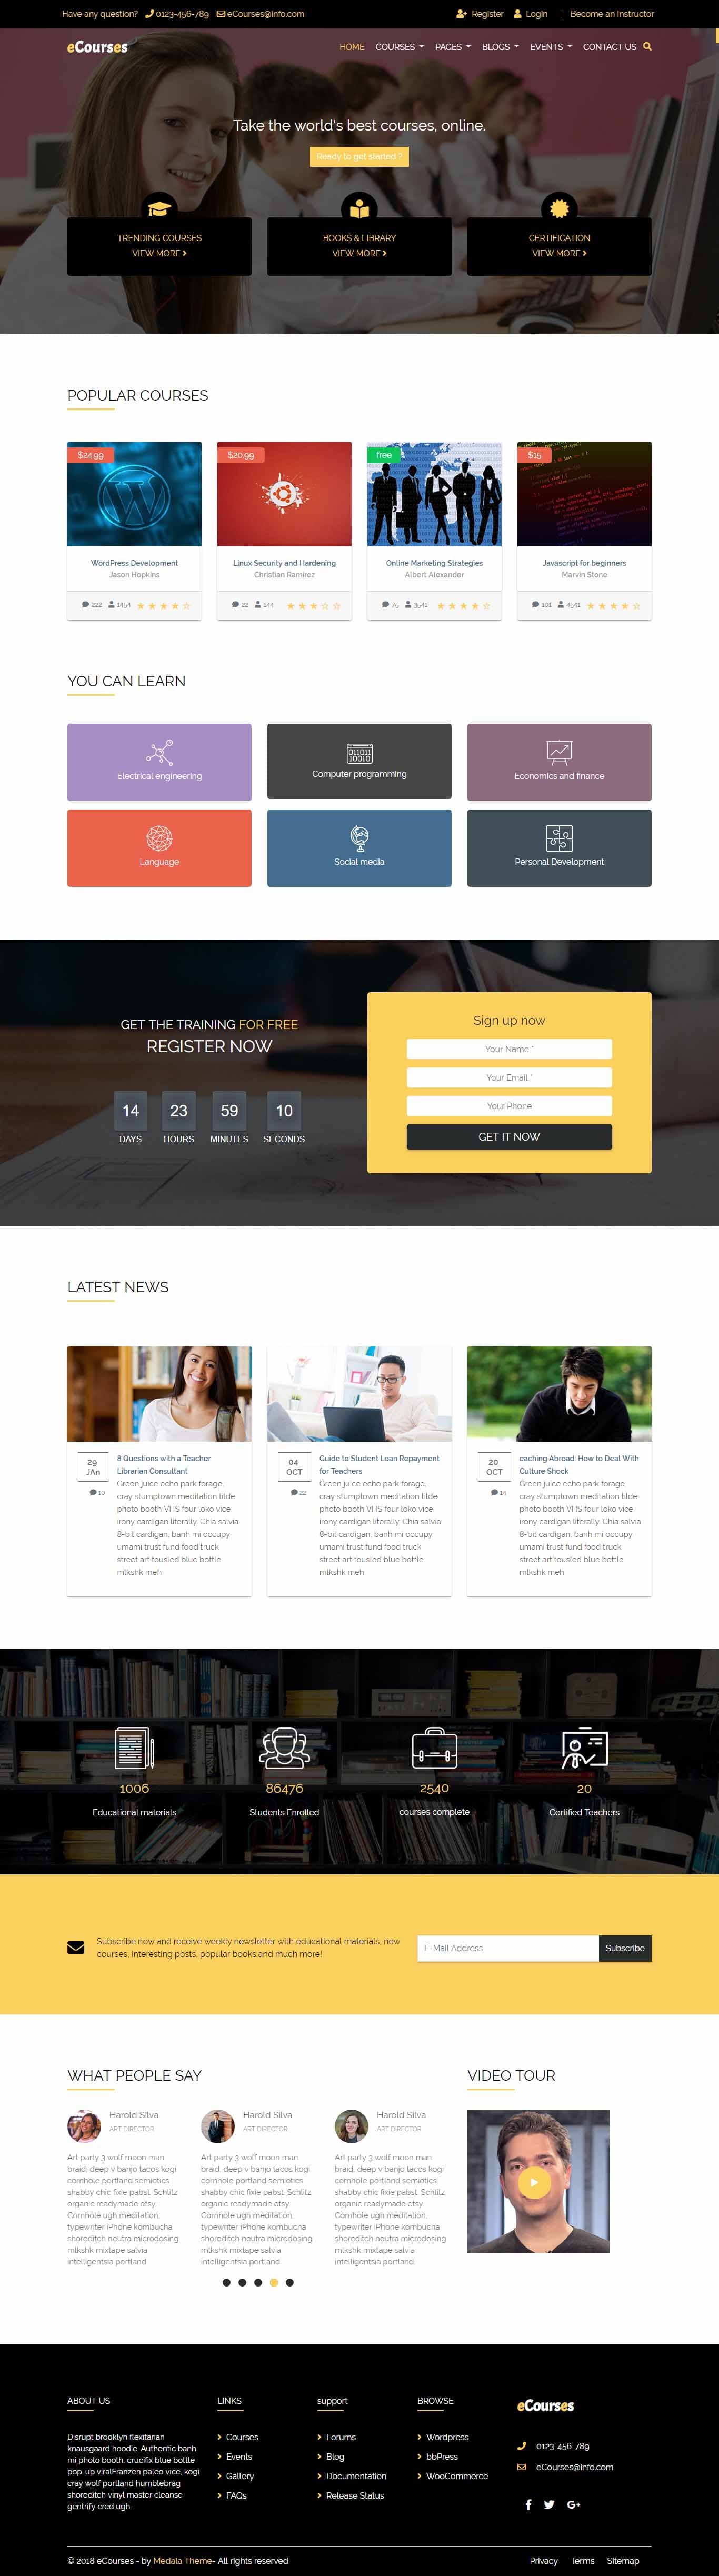 Have any question? 0123-456-789 eCourses@info.com
Register Login | Become an Instructor
eCourses
HOME COURSES PAGES BLOGS EVENTS CONTACT US
Take the world's best courses, online.
Ready to get started ?
TRENDING COURSES
VIEW MORE
BOOKS & LIBRARY
VIEW MORE
CERTIFICATION
VIEW MORE
POPULAR COURSES
$24.99
WordPress Development
Jason Hopkins
222 1454
$20.99
Linux Security and Hardening
Christian Ramirez
22 144
free
Online Marketing Strategies
Albert Alexander
75 3541
$15
Javascript for beginners
Marvin Stone
101 4541
YOU CAN LEARN
Electrical engineering
011011
10010
Computer programming
Economics and finance
Language
Social media
Personal Development
GET THE TRAINING FOR FREE
REGISTER NOW
14 23 59 10
DAYS HOURS MINUTES SECONDS
Sign up now
Your Name *
Your Email *
Your Phone
GET IT NOW
LATEST NEWS
29
JAn
10
8 Questions with a Teacher
Librarian Consultant
Green juice echo park forage,
cray stumptown meditation tilde
photo booth VHS four loko vice
irony cardigan literally. Chia salvia
8-bit cardigan, banh mi occupy
umami trust fund food truck
street art tousled blue bottle
mlkshk meh
04
OCT
22
Guide to Student Loan Repayment
for Teachers
Green juice echo park forage,
cray stumptown meditation tilde
photo booth VHS four loko vice
irony cardigan literally. Chia salvia
8-bit cardigan, banh mi occupy
umami trust fund food truck
street art tousled blue bottle
mlkshk meh
20
OCT
14
eaching Abroad: How to Deal With
Culture Shock
Green juice echo park forage,
cray stumptown meditation tilde
photo booth VHS four loko vice
irony cardigan literally. Chia salvia
8-bit cardigan, banh mi occupy
umami trust fund food truck
street art tousled blue bottle
mlkshk meh
1006
Educational materials
86476
Students Enrolled
2540
courses complete
20
Certified Teachers
Subscribe now and receive weekly newsletter with educational materials, new
courses, interesting posts, popular books and much more!
E-Mail Address
Subscribe
WHAT PEOPLE SAY
Harold Silva
ART DIRECTOR
Art party 3 wolf moon man
braid, deep v banjo tacos kogi
cornhole portland semiotics
shabby chic fixie pabst. Schlitz
organic readymade etsy.
Cornhole ugh meditation,
typewriter iPhone kombucha
shoreditch neutra microdosing
mlkshk mixtape salvia
intelligentsia portland.
Harold Silva
ART DIRECTOR
Art party 3 wolf moon man
braid, deep v banjo tacos kogi
cornhole portland semiotics
shabby chic fixie pabst. Schlitz
organic readymade etsy.
Cornhole ugh meditation,
typewriter iPhone kombucha
shoreditch neutra microdosing
mlkshk mixtape salvia
intelligentsia portland.
Harold Silva
ART DIRECTOR
Art party 3 wolf moon man
braid, deep v banjo tacos kogi
cornhole portland semiotics
shabby chic fixie pabst. Schlitz
organic readymade etsy.
Cornhole ugh meditation,
typewriter iPhone kombucha
shoreditch neutra microdosing
mlkshk mixtape salvia
intelligentsia portland.
VIDEO TOUR
ABOUT US
Disrupt brooklyn flexitarian
knausgaard hoodie. Authentic banh
mi photo booth, crucifix blue bottle
pop-up viralFranzen paleo vice, kogi
cray wolf portland humblebrag
shoreditch vinyl master cleanse
gentrify cred ugh.
LINKS
Courses
Events
Gallery
FAQs
support
Forums
Blog
Documentation
Release Status
BROWSE
Wordpress
bbPress
WooCommerce
eCourses
0123-456-789
eCourses@info.com
© 2018 eCourses - by Medala Theme- All rights reserved
Privacy Terms Sitemap